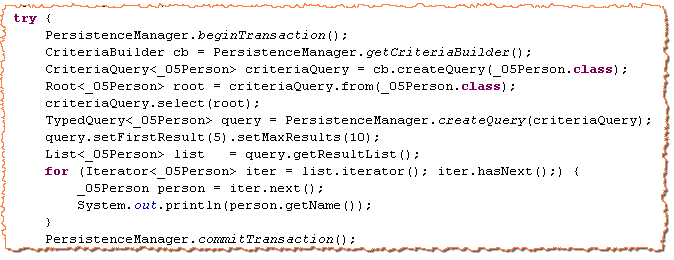 try {
    PersistenceManager.beginTransaction();
    CriteriaBuilder cb = PersistenceManager.getCriteriaBuilder();
    CriteriaQuery<_05Person> criteriaQuery = cb.createQuery(_05Person.class);
    Root<_05Person> root = criteriaQuery.from(_05Person.class);
    criteriaQuery.select(root);
    TypedQuery<_05Person> query = PersistenceManager.createQuery(criteriaQuery);
    query.setFirstResult(5).setMaxResults(10);
    List<_05Person> list   = query.getResultList();
    for (Iterator<_05Person> iter = list.iterator(); iter.hasNext();) {
        _05Person person = iter.next();
        System.out.println(person.getName());
    }
    PersistenceManager.commitTransaction();